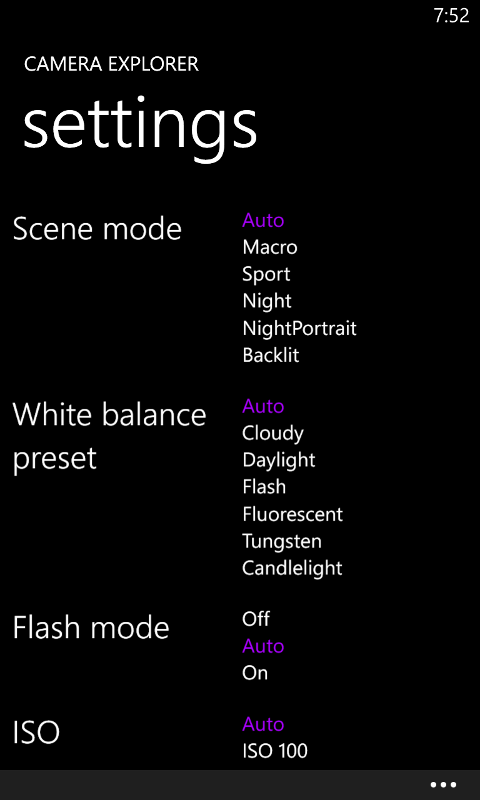 7:52
CAMERA EXPLORER
settings
Scene mode
Auto
Macro
Sport
Night
NightPortrait
Backlit
White balance
preset
Auto
Cloudy
Daylight
Flash
Fluorescent
Tungsten
Candlelight
Flash mode
Off
Auto
On
ISO
Auto
ISO 100